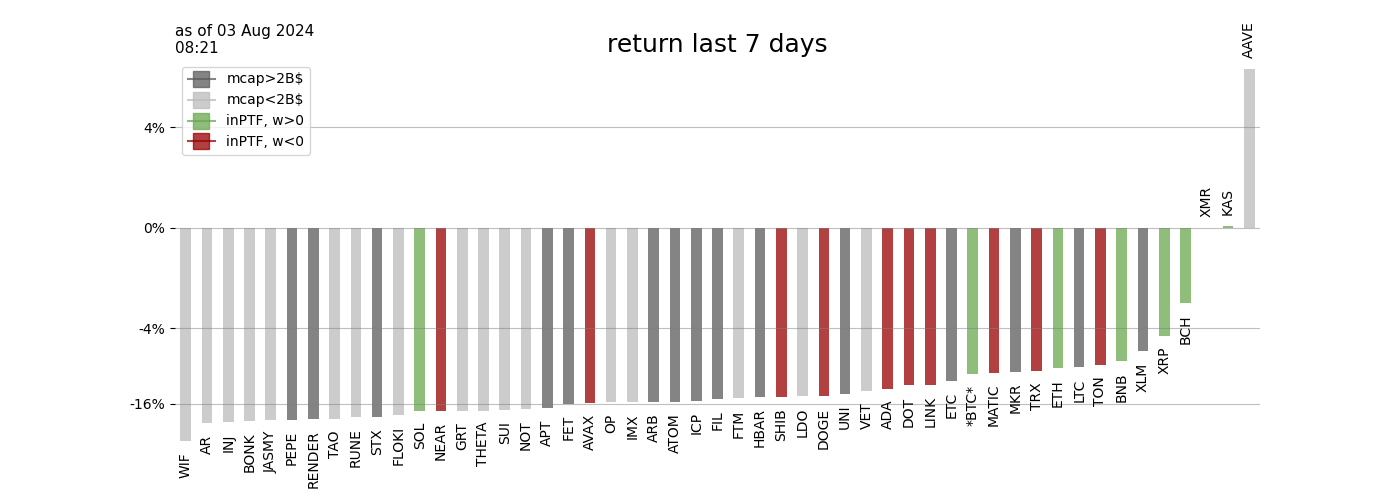 as of 03 Aug 2024
08:21
return last 7 days
mcap>2B$
mcap<2B$
inPTF, w>0
inPTF, w<0
4%
0%
-4%
-16%
WIF
AR
INJ
BONK
JASMY
PEPE
RENDER
TAO
RUNE
STX
FLOKI
SOL
NEAR
GRT
THETA
SUI
NOT
APT
FET
AVAX
OP
IMX
ARB
ATOM
ICP
FIL
FTM
HBAR
SHIB
LDO
DOGE
UNI
VET
ADA
DOT
LINK
ETC
*BTC*
MATIC
MKR
TRX
ETH
LTC
TON
BNB
XLM
XRP
BCH
XMR
KAS
AAVE